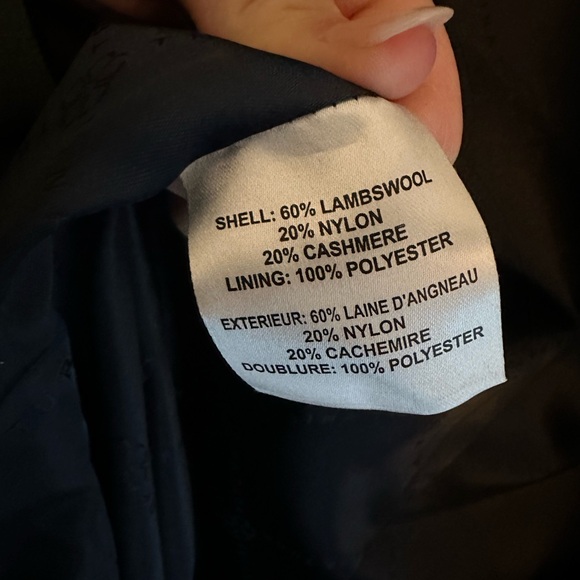 SHELL: 60% LAMBSWOOL
20% NYLON
20% CASHMERE
LINING: 100% POLYESTER
EXTERIEUR: 60% LAINE D'ANGNEAU
20% NYLON
20% CACHEMIRE
DOUBLURE: 100% POLYESTER